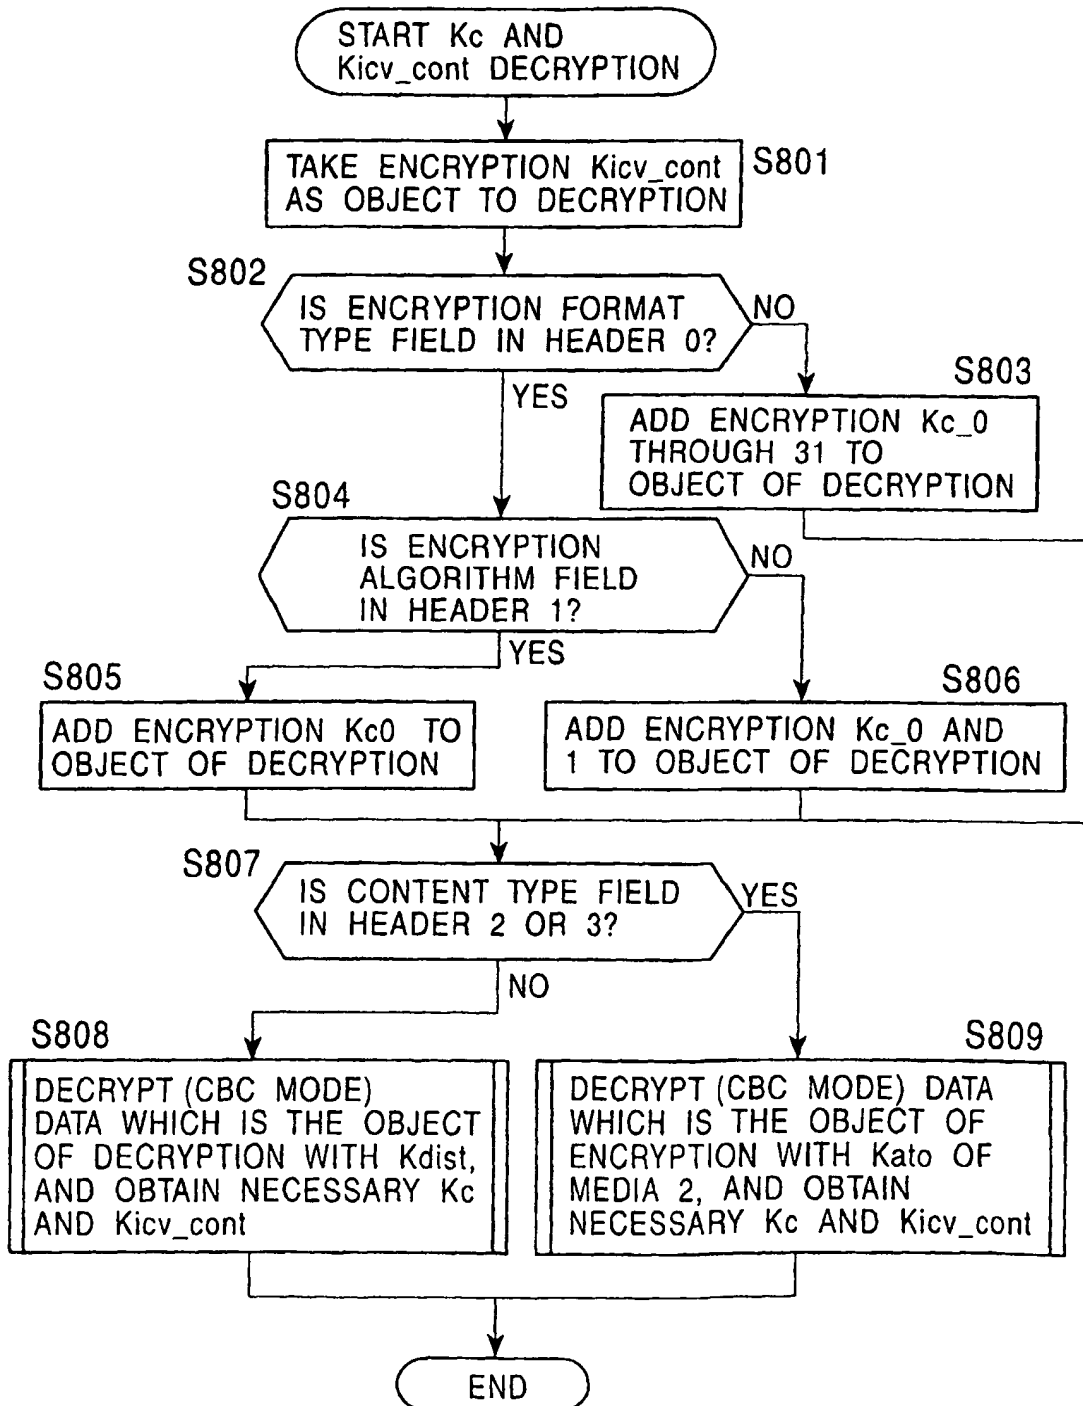 START Kc AND
Kicv_cont DECRYPTION
TAKE ENCRYPTION Kicv_cont
AS OBJECT TO DECRYPTION
S801
S802
IS ENCRYPTION FORMAT
TYPE FIELD IN HEADER 0?
NO
YES
S803
ADD ENCRYPTION Kc_0
THROUGH 31 TO
OBJECT OF DECRYPTION
S804
IS ENCRYPTION
ALGORITHM FIELD
IN HEADER 1?
NO
YES
S805
ADD ENCRYPTION Kc0 TO
OBJECT OF DECRYPTION
S806
ADD ENCRYPTION Kc_0 AND
1 TO OBJECT OF DECRYPTION
S807
IS CONTENT TYPE FIELD
IN HEADER 2 OR 3?
YES
NO
S808
DECRYPT (CBC MODE)
DATA WHICH IS THE OBJECT
OF DECRYPTION WITH Kdist,
AND OBTAIN NECESSARY Kc
AND Kicv_cont
S809
DECRYPT (CBC MODE) DATA
WHICH IS THE OBJECT OF
ENCRYPTION WITH Kato OF
MEDIA 2, AND OBTAIN
NECESSARY Kc AND Kicv_cont
END